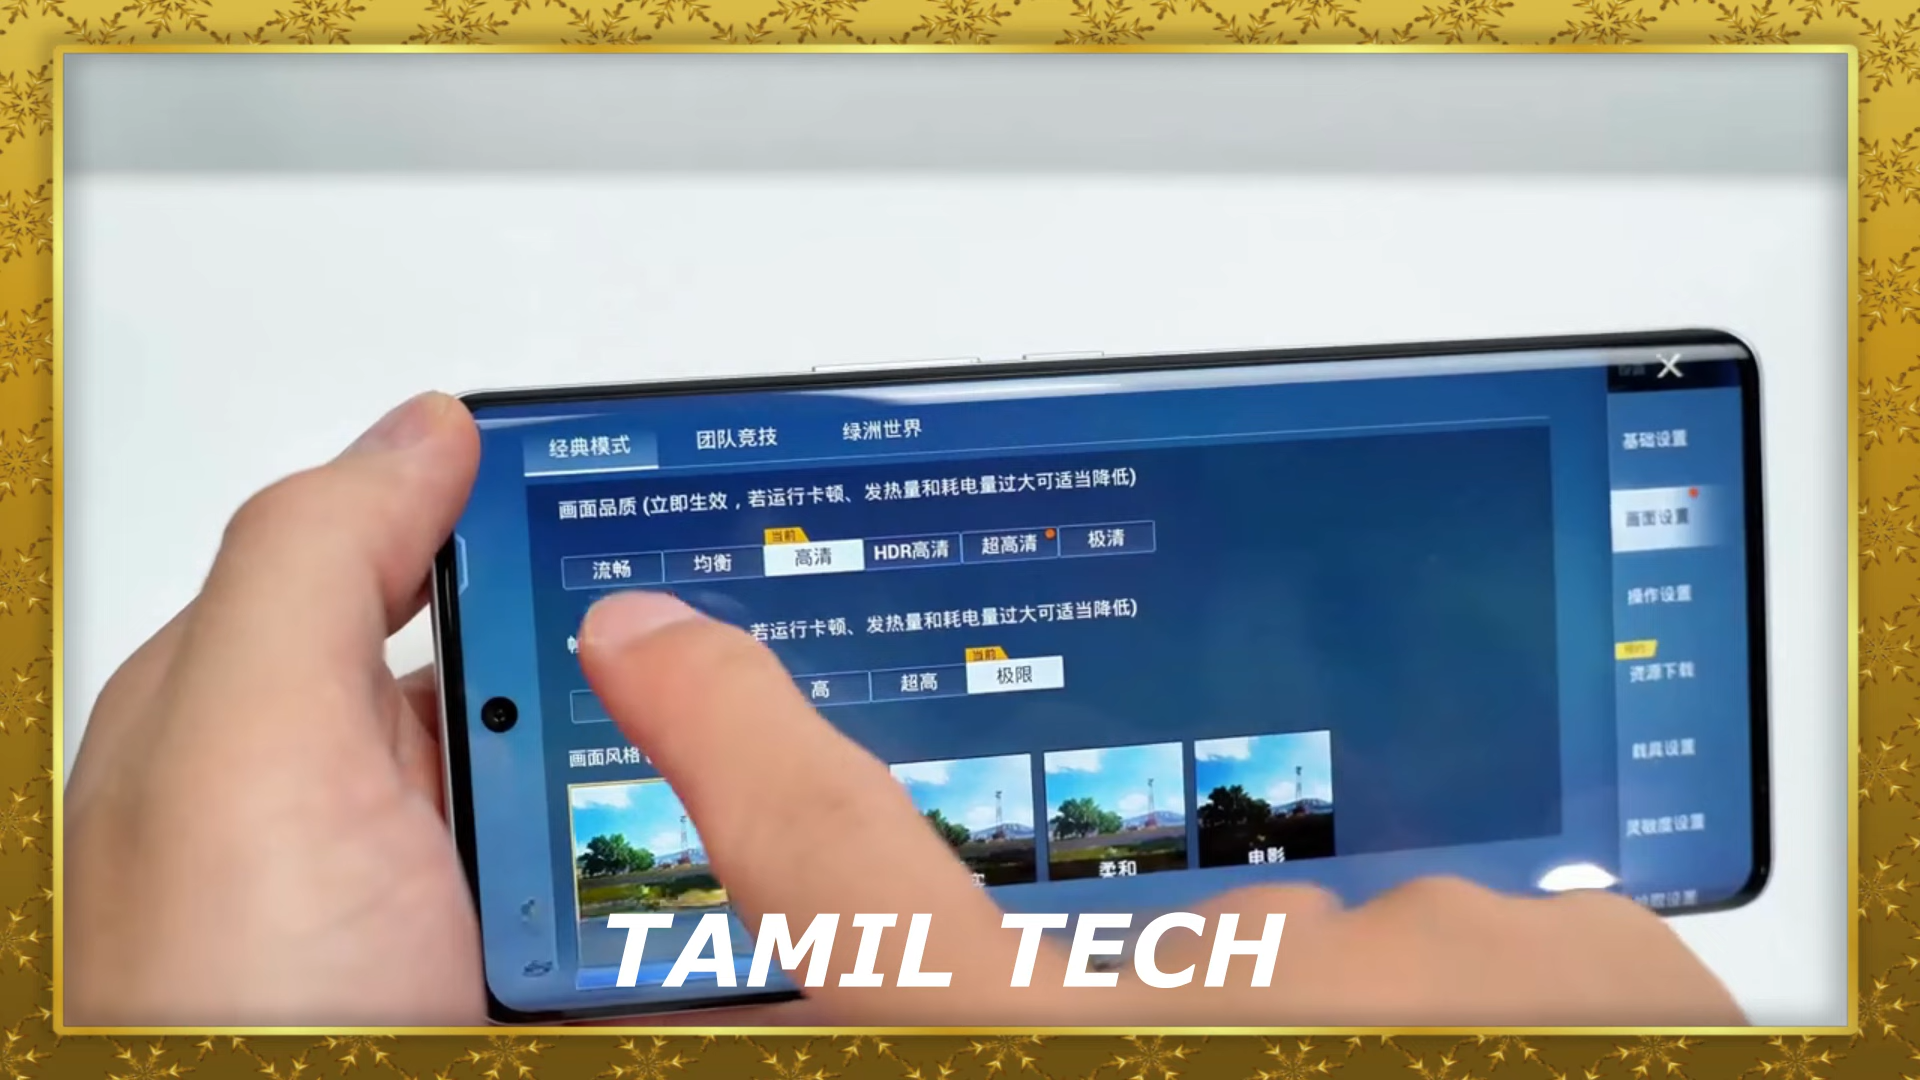 经典模式 团队竞技 绿洲世界
基础设置
画面品质 (立即生效，若运行卡顿、发热量和耗电量过大可适当降低)
当前
流畅 均衡 高清 HDR高清 超高清 极清
画面设置
若运行卡顿、发热量和耗电量过大可适当降低)
操作设置
当前
高 超高 极限
资源下载
画面风格
载具设置
灵敏度设置
柔和 电影
TAMIL TECH